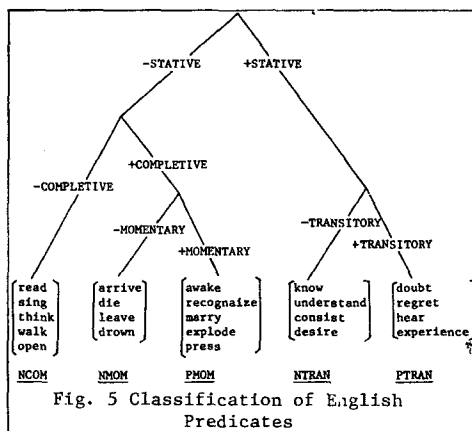 -STATIVE +STATIVE
+COMPLETIVE
-COMPLETIVE
-TRANSITORY
-MOMENTARY
+TRANSITORY
+MOMENTARY
read arrive awake know doubt
sing die recognaize understand regret
think leave marry consist hear
walk drown explode desire experience
open press
NCOM NMOM PMOM NTRAN PTRAN
Fig. 5 Classification of English
Predicates